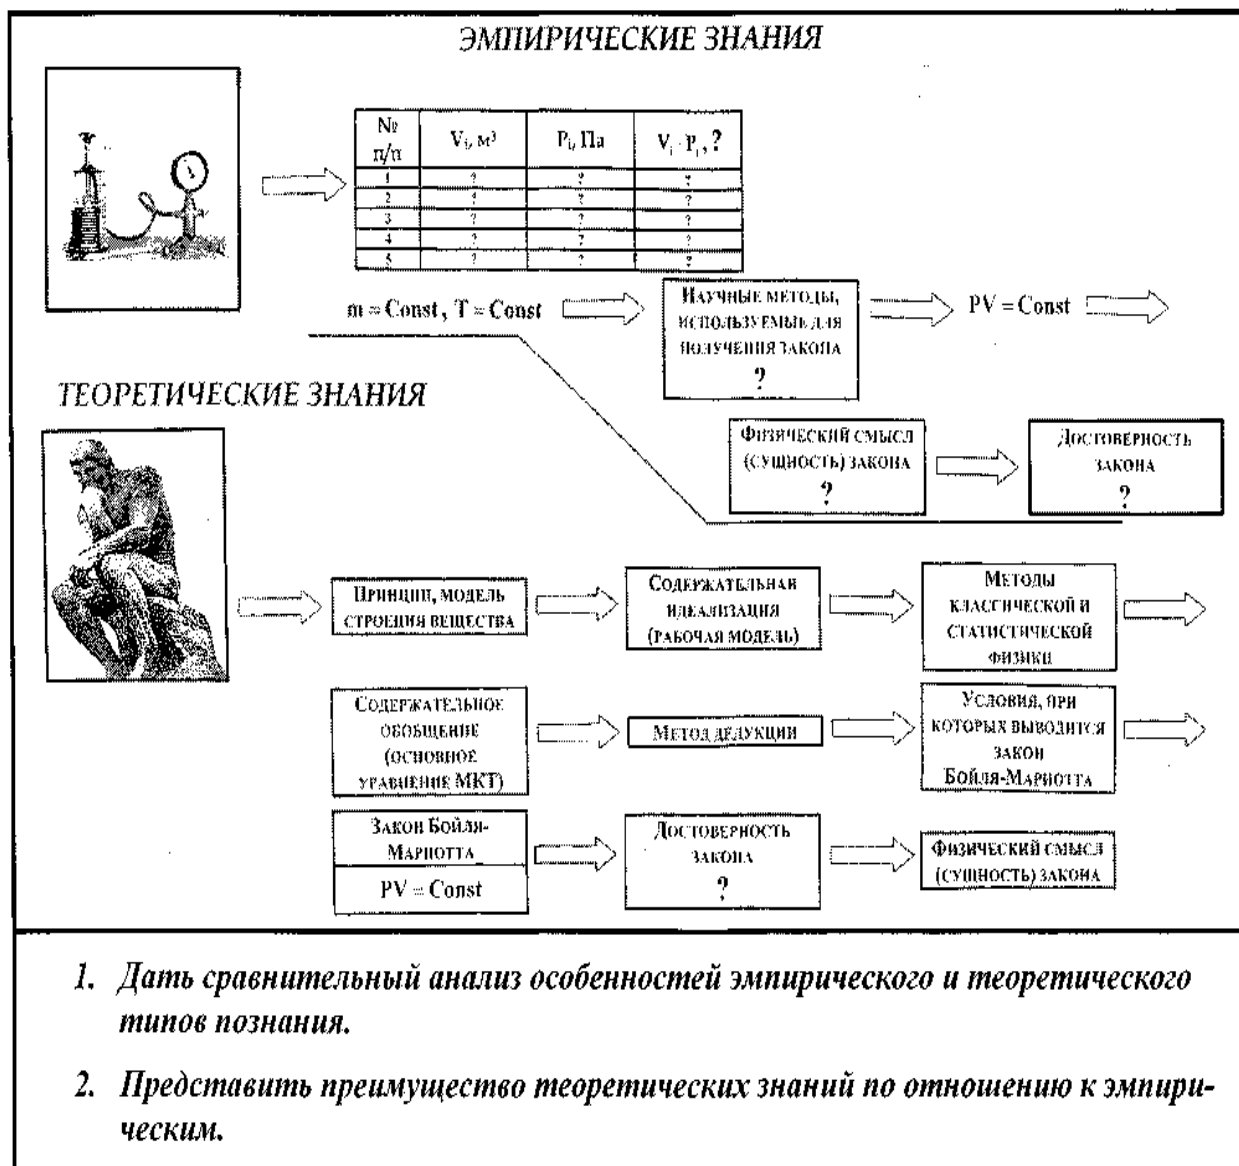 ЭМПИРИЧЕСКИЕ ЗНАНИЯ
№ п/п Vᵢ, м³ Pᵢ, Па Vᵢ · Pᵢ, ?
1 ? ? ?
2 ? ? ?
3 ? ? ?
4 ? ? ?
5 ? ? ?
m = Const, T = Const
Научные методы,
используемые для
получения закона
?
PV = Const
Физический смысл
(сущность) закона
?
Достоверность
закона
?
ТЕОРЕТИЧЕСКИЕ ЗНАНИЯ
Принцип, модель
строения вещества
Содержательная
идеализация
(рабочая модель)
Методы
классической и
статистической
физики
Содержательное
обобщение
(основное
уравнение МКТ)
Метод дедукции
Условия, при
которых выводится
закон
Бойля-Мариотта
Закон Бойля-
Мариотта
PV = Const
Достоверность
закона
?
Физический смысл
(сущность) закона
1. Дать сравнительный анализ особенностей эмпирического и теоретического
типов познания.
2. Представить преимущество теоретических знаний по отношению к эмпири-
ческим.